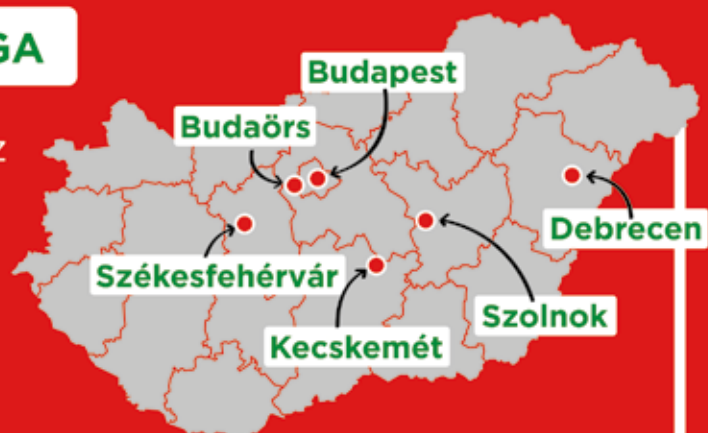 GA
Budapest
Budaörs
z
Debrecen
Székesfehérvár
Szolnok
Kecskemét